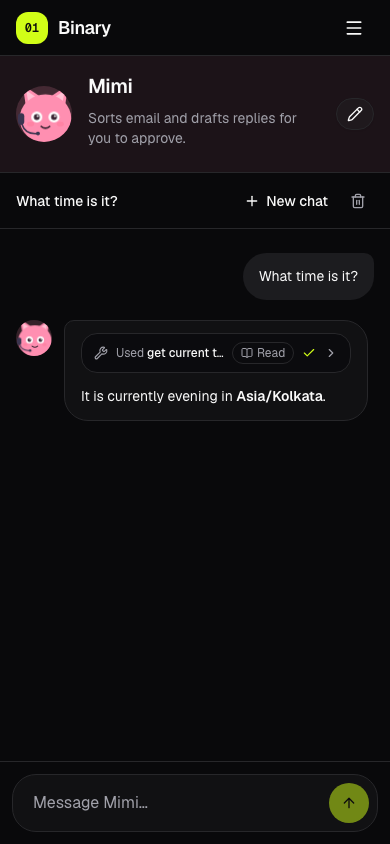 01 Binary
Mimi
Sorts email and drafts replies for
you to approve.
What time is it? New chat
What time is it?
Used get current t… Read
It is currently evening in Asia/Kolkata.
Message Mimi…